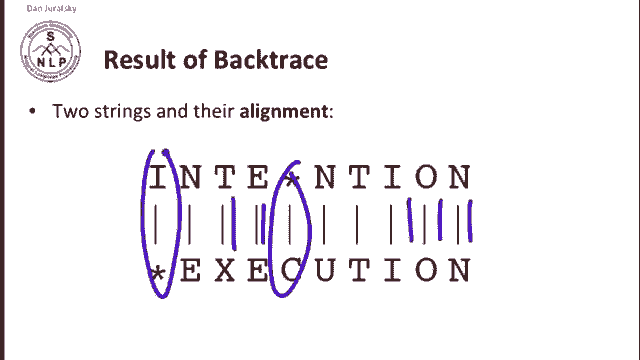 Dan Jurafsky
S
NLP
Result of Backtrace
• Two strings and their alignment:
I N T E * N T I O N
| | | | | | | | | |
* E X E C U T I O N